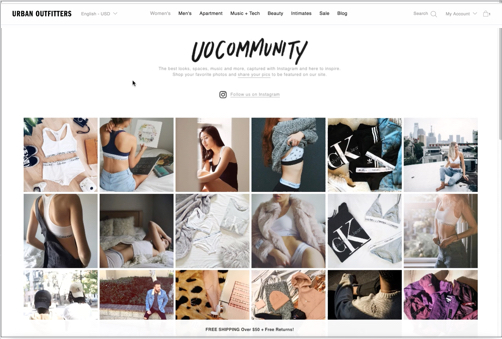 URBAN OUTFITTERS
English - USD
Women's Men's Apartment Music + Tech Beauty Intimates Sale Blog
Search
My Account
UOCOMMUNITY
The best looks, spaces, music and more, captured with Instagram and here to inspire.
Shop your favorite photos and share your pics to be featured on our site.
Follow us on Instagram
CK
CK
FREE SHIPPING Over $50 + Free Returns!